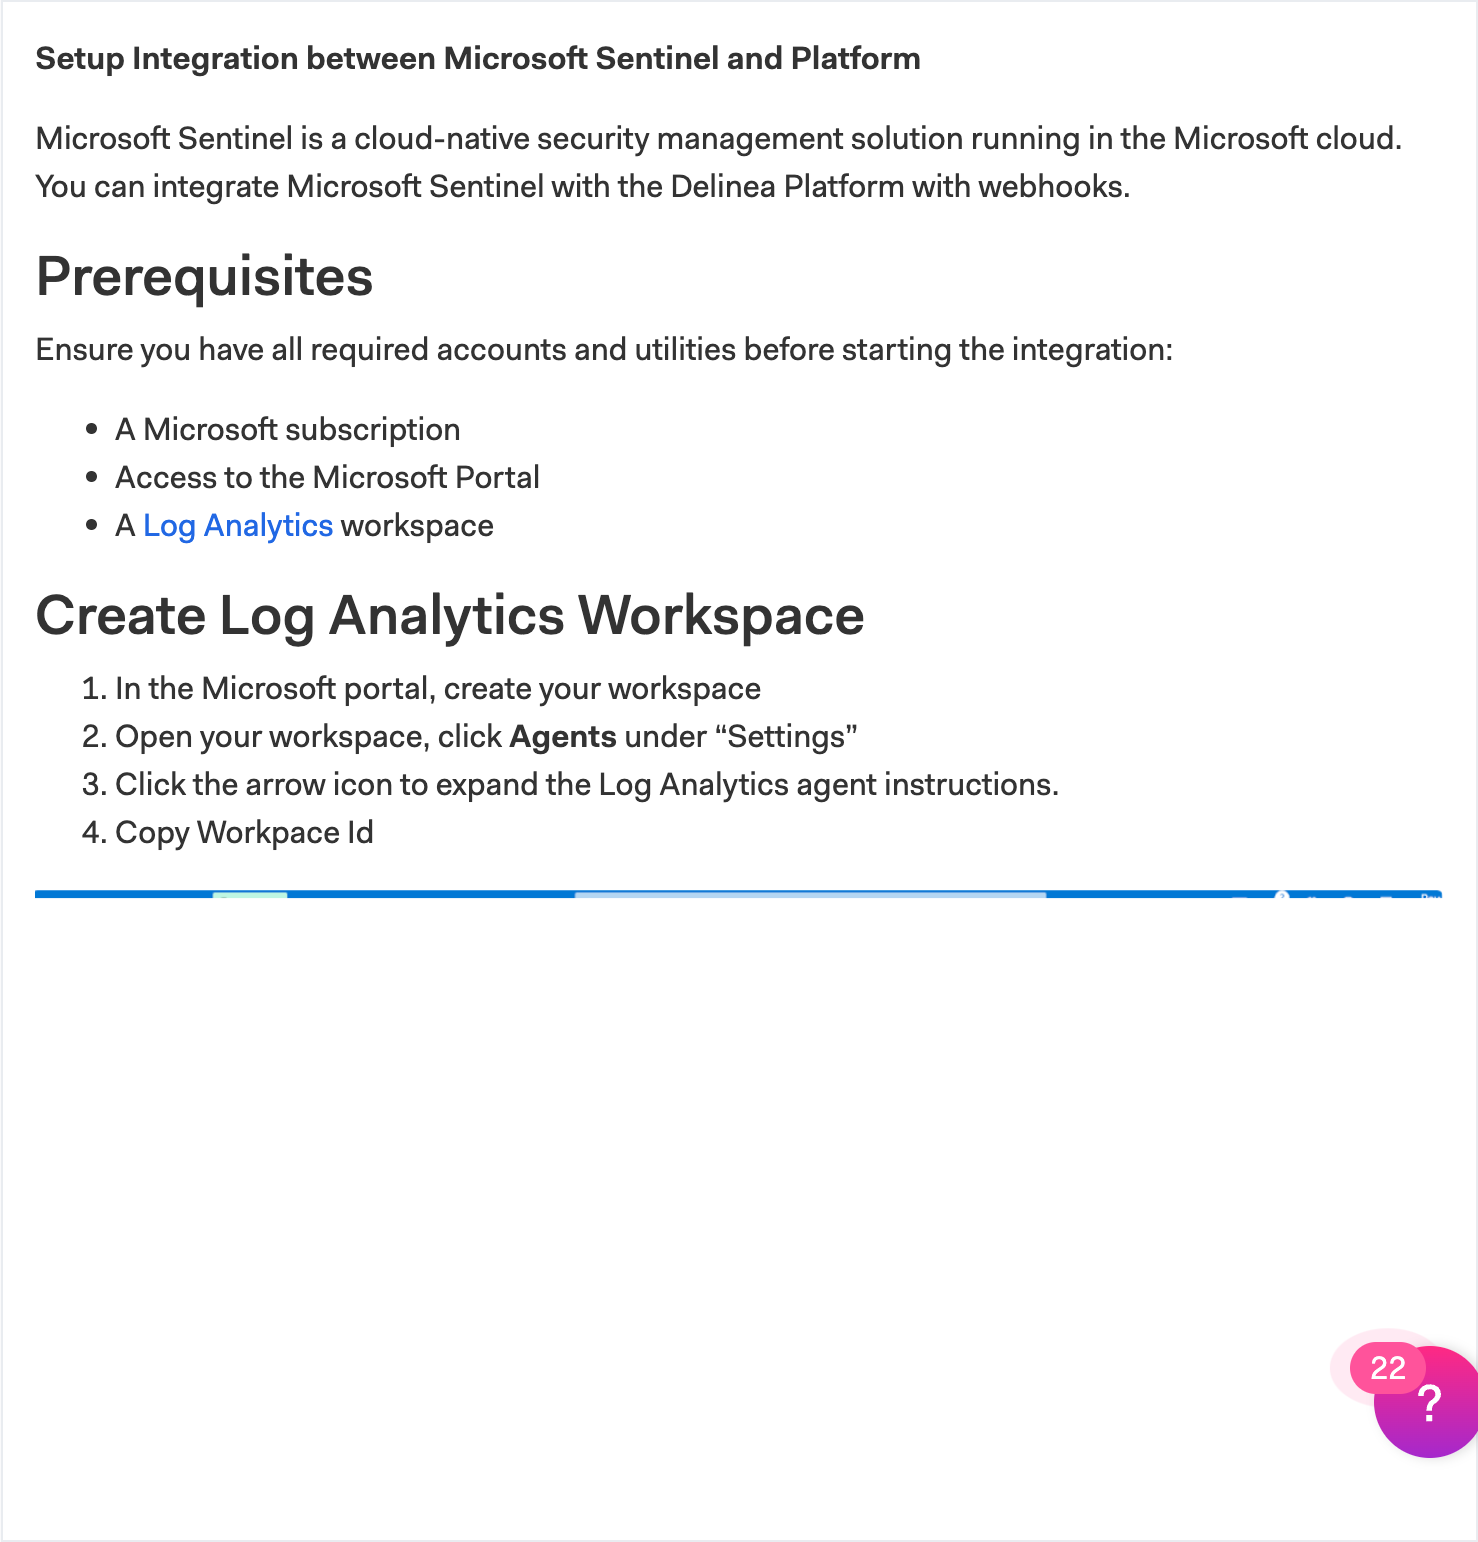 Setup Integration between Microsoft Sentinel and Platform
Microsoft Sentinel is a cloud-native security management solution running in the Microsoft cloud.
You can integrate Microsoft Sentinel with the Delinea Platform with webhooks.
Prerequisites
Ensure you have all required accounts and utilities before starting the integration:
• A Microsoft subscription
• Access to the Microsoft Portal
• A Log Analytics workspace
Create Log Analytics Workspace
1. In the Microsoft portal, create your workspace
2. Open your workspace, click Agents under “Settings”
3. Click the arrow icon to expand the Log Analytics agent instructions.
4. Copy Workpace Id
22
?